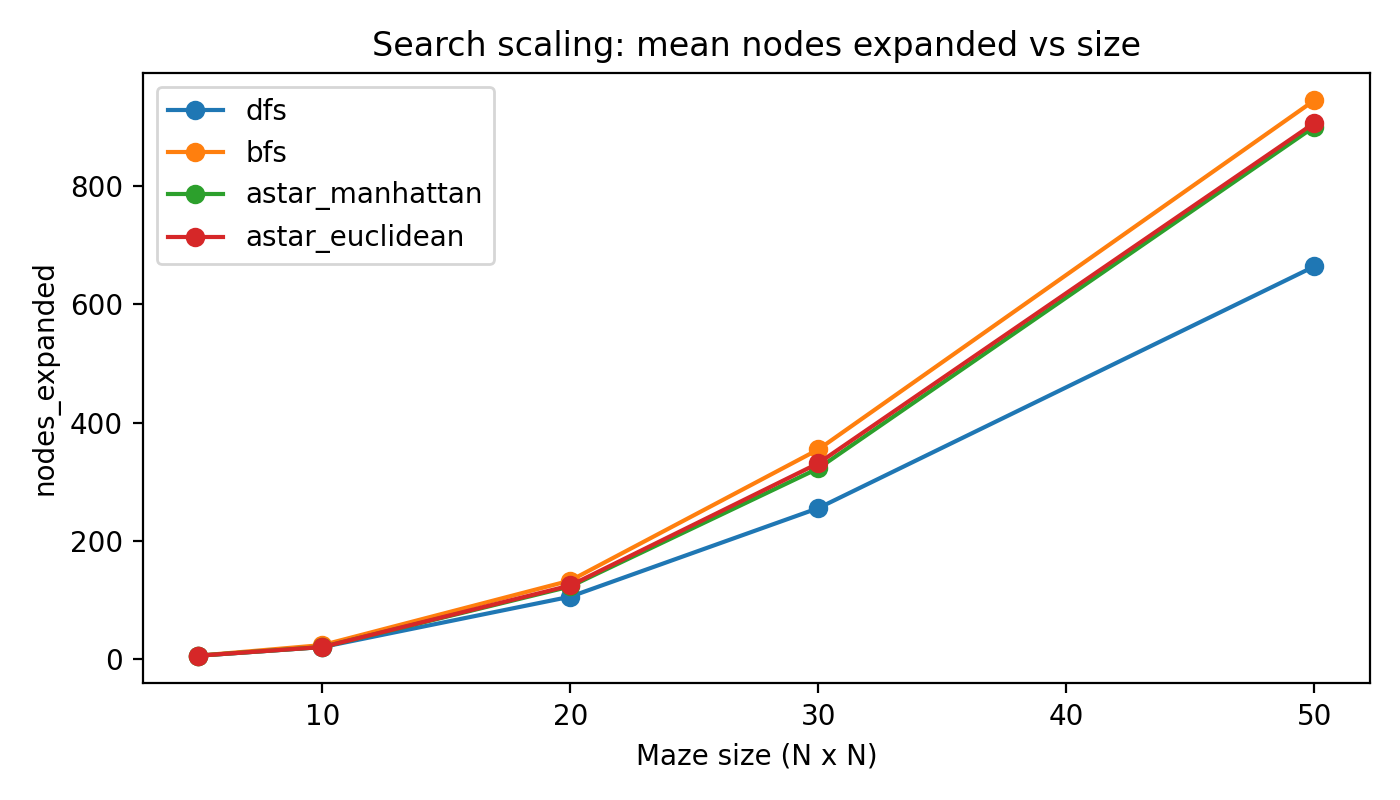 Search scaling: mean nodes expanded vs size
dfs
bfs
astar_manhattan
astar_euclidean
nodes_expanded
800
600
400
200
0
10 20 30 40 50
Maze size (N x N)